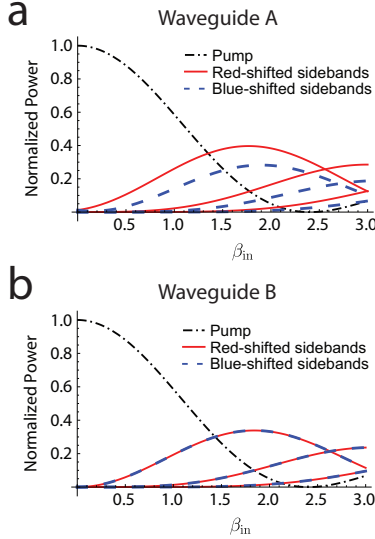 a
Waveguide A
Normalized Power
1.0
0.8
0.6
0.4
0.2
Pump
Red-shifted sidebands
Blue-shifted sidebands
0.5
1.0
1.5
2.0
2.5
3.0
βin
b
Waveguide B
Normalized Power
1.0
0.8
0.6
0.4
0.2
Pump
Red-shifted sidebands
Blue-shifted sidebands
0.5
1.0
1.5
2.0
2.5
3.0
βin